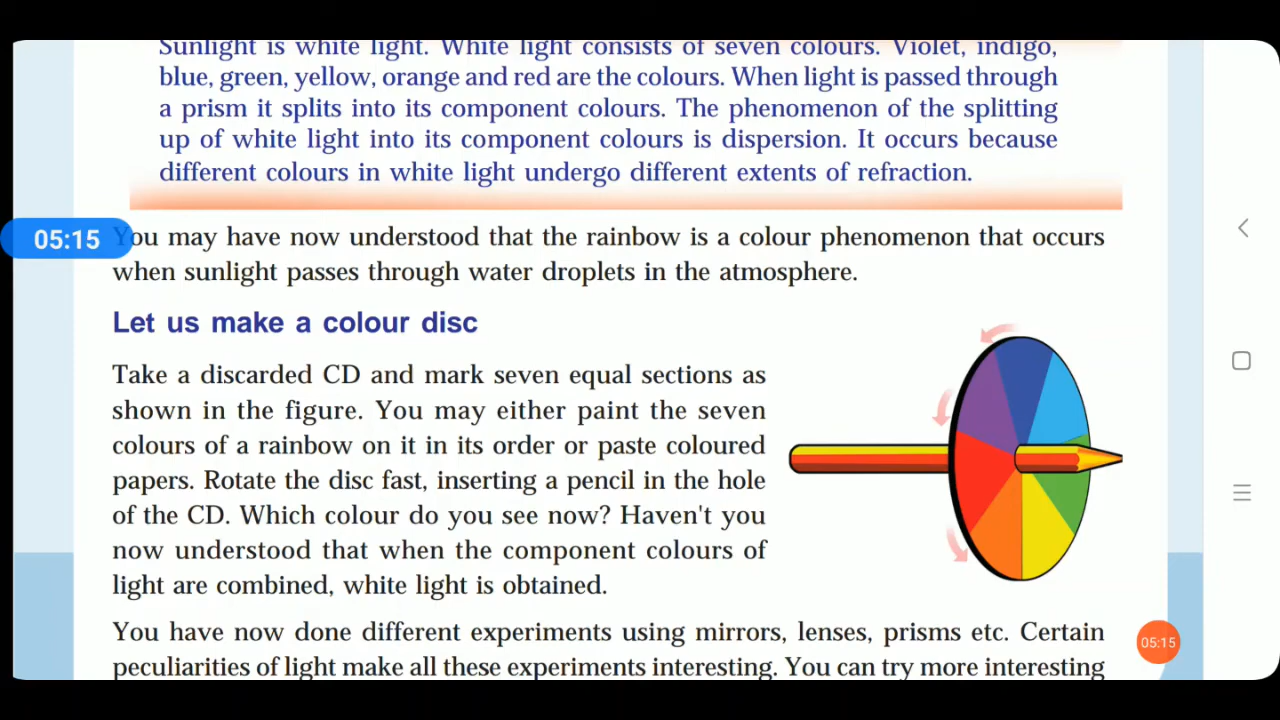 Sunlight is white light. White light consists of seven colours. Violet, indigo,
blue, green, yellow, orange and red are the colours. When light is passed through
a prism it splits into its component colours. The phenomenon of the splitting
up of white light into its component colours is dispersion. It occurs because
different colours in white light undergo different extents of refraction.
05:15
You may have now understood that the rainbow is a colour phenomenon that occurs
when sunlight passes through water droplets in the atmosphere.
Let us make a colour disc
Take a discarded CD and mark seven equal sections as
shown in the figure. You may either paint the seven
colours of a rainbow on it in its order or paste coloured
papers. Rotate the disc fast, inserting a pencil in the hole
of the CD. Which colour do you see now? Haven't you
now understood that when the component colours of
light are combined, white light is obtained.
You have now done different experiments using mirrors, lenses, prisms etc. Certain
05:15
peculiarities of light make all these experiments interesting. You can try more interesting